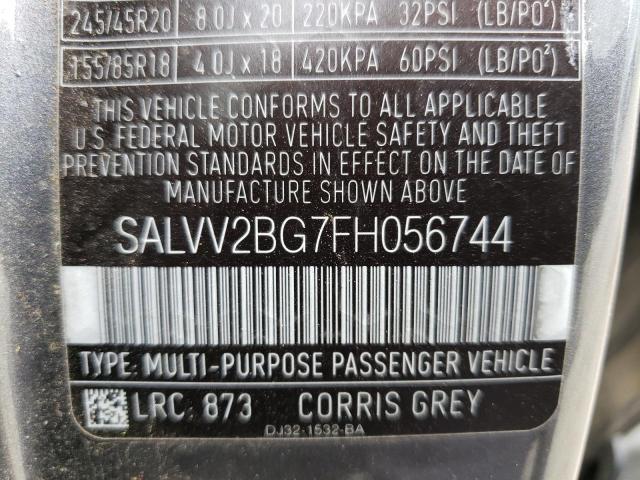 245/45R20 8.0J x 20 220KPA 32PSI (LB/PO²)
155/85R18 4.0J x 18 420KPA 60PSI (LB/PO²)
THIS VEHICLE CONFORMS TO ALL APPLICABLE
U.S. FEDERAL MOTOR VEHICLE SAFETY AND THEFT
PREVENTION STANDARDS IN EFFECT ON THE DATE OF
MANUFACTURE SHOWN ABOVE.
SALVV2BG7FH056744
TYPE: MULTI-PURPOSE PASSENGER VEHICLE
LRC: 873 CORRIS GREY
DJ32-1532-BA